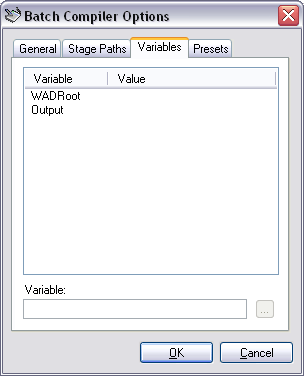 Batch Compiler Options
General Stage Paths Variables Presets
Variable Value
WADRoot
Output
Variable:
...
OK Cancel